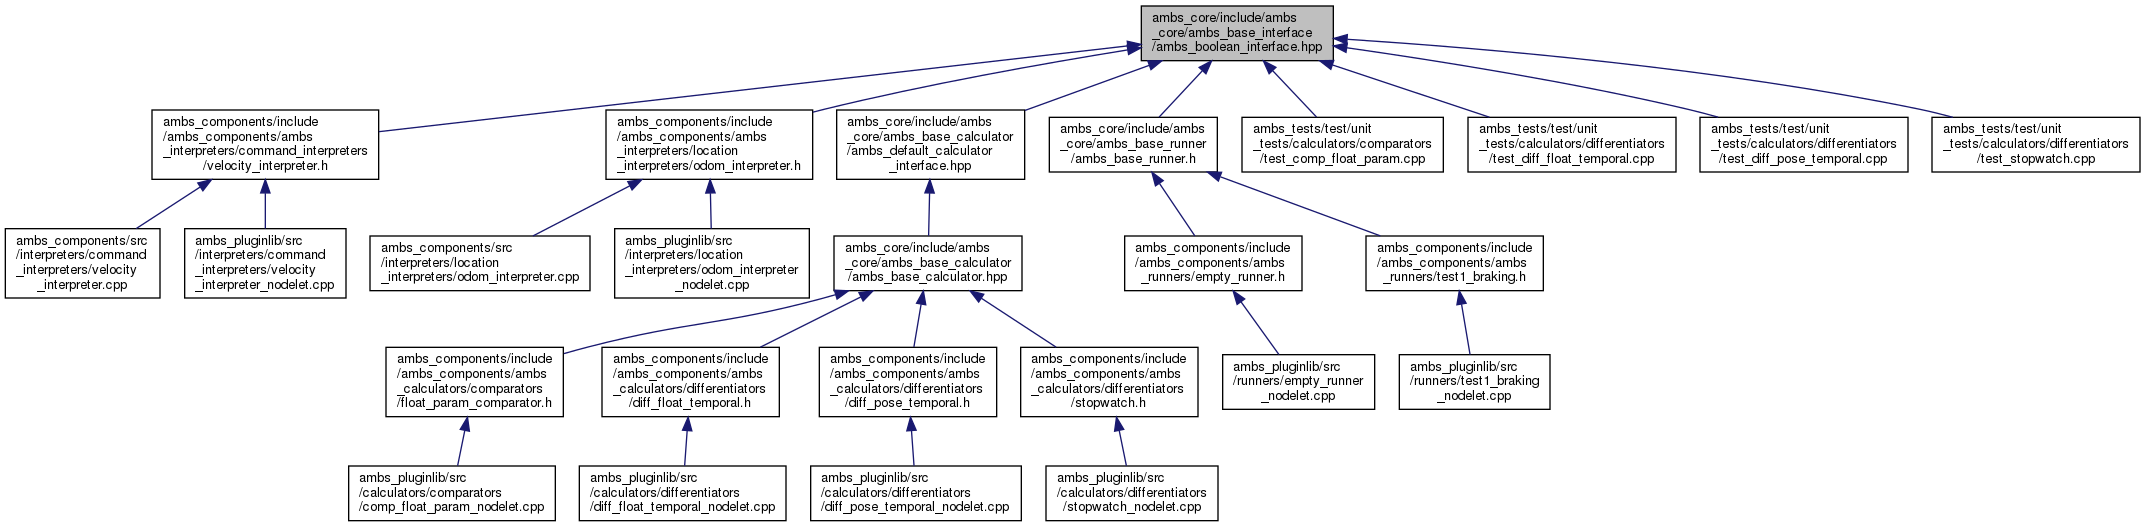 ambs_core/include/ambs
_core/ambs_base_interface
/ambs_boolean_interface.hpp
ambs_components/include
/ambs_components/ambs
_interpreters/command_interpreters
/velocity_interpreter.h
ambs_components/include
/ambs_components/ambs
_interpreters/location
_interpreters/odom_interpreter.h
ambs_core/include/ambs
_core/ambs_base_calculator
/ambs_default_calculator
_interface.hpp
ambs_core/include/ambs
_core/ambs_base_runner
/ambs_base_runner.h
ambs_tests/test/unit
_tests/calculators/comparators
/test_comp_float_param.cpp
ambs_tests/test/unit
_tests/calculators/differentiators
/test_diff_float_temporal.cpp
ambs_tests/test/unit
_tests/calculators/differentiators
/test_diff_pose_temporal.cpp
ambs_tests/test/unit
_tests/calculators/differentiators
/test_stopwatch.cpp
ambs_components/src
/interpreters/command
_interpreters/velocity
_interpreter.cpp
ambs_pluginlib/src
/interpreters/command
_interpreters/velocity
_interpreter_nodelet.cpp
ambs_components/src
/interpreters/location
_interpreters/odom_interpreter.cpp
ambs_pluginlib/src
/interpreters/location
_interpreters/odom_interpreter
_nodelet.cpp
ambs_core/include/ambs
_core/ambs_base_calculator
/ambs_base_calculator.hpp
ambs_components/include
/ambs_components/ambs
_runners/empty_runner.h
ambs_components/include
/ambs_components/ambs
_runners/test1_braking.h
ambs_components/include
/ambs_components/ambs
_calculators/comparators
/float_param_comparator.h
ambs_components/include
/ambs_components/ambs
_calculators/differentiators
/diff_float_temporal.h
ambs_components/include
/ambs_components/ambs
_calculators/differentiators
/diff_pose_temporal.h
ambs_components/include
/ambs_components/ambs
_calculators/differentiators
/stopwatch.h
ambs_pluginlib/src
/runners/empty_runner
_nodelet.cpp
ambs_pluginlib/src
/runners/test1_braking
_nodelet.cpp
ambs_pluginlib/src
/calculators/comparators
/comp_float_param_nodelet.cpp
ambs_pluginlib/src
/calculators/differentiators
/diff_float_temporal_nodelet.cpp
ambs_pluginlib/src
/calculators/differentiators
/diff_pose_temporal_nodelet.cpp
ambs_pluginlib/src
/calculators/differentiators
/stopwatch_nodelet.cpp